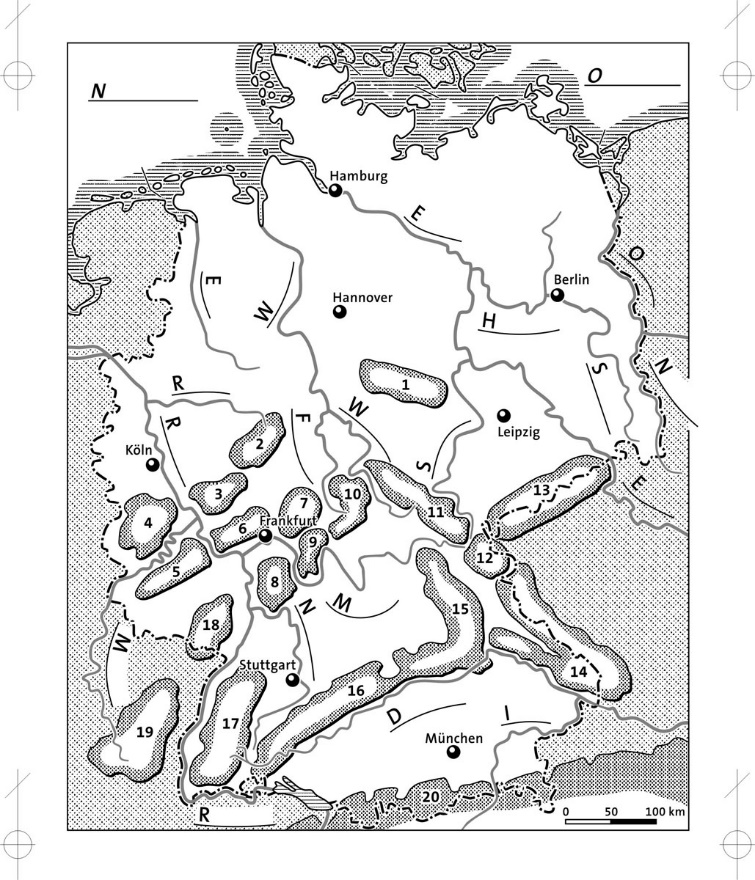 N
O
Hamburg
E
O
E
Berlin
W
Hannover
H
S
N
R
1
F
W
R
Leipzig
2
S
Köln
3
13
E
10
7
4
6
Frankfurt
11
9
12
5
8
N
M
15
18
M
Stuttgart
14
16
17
D
I
19
München
20
R
0
50
100 km